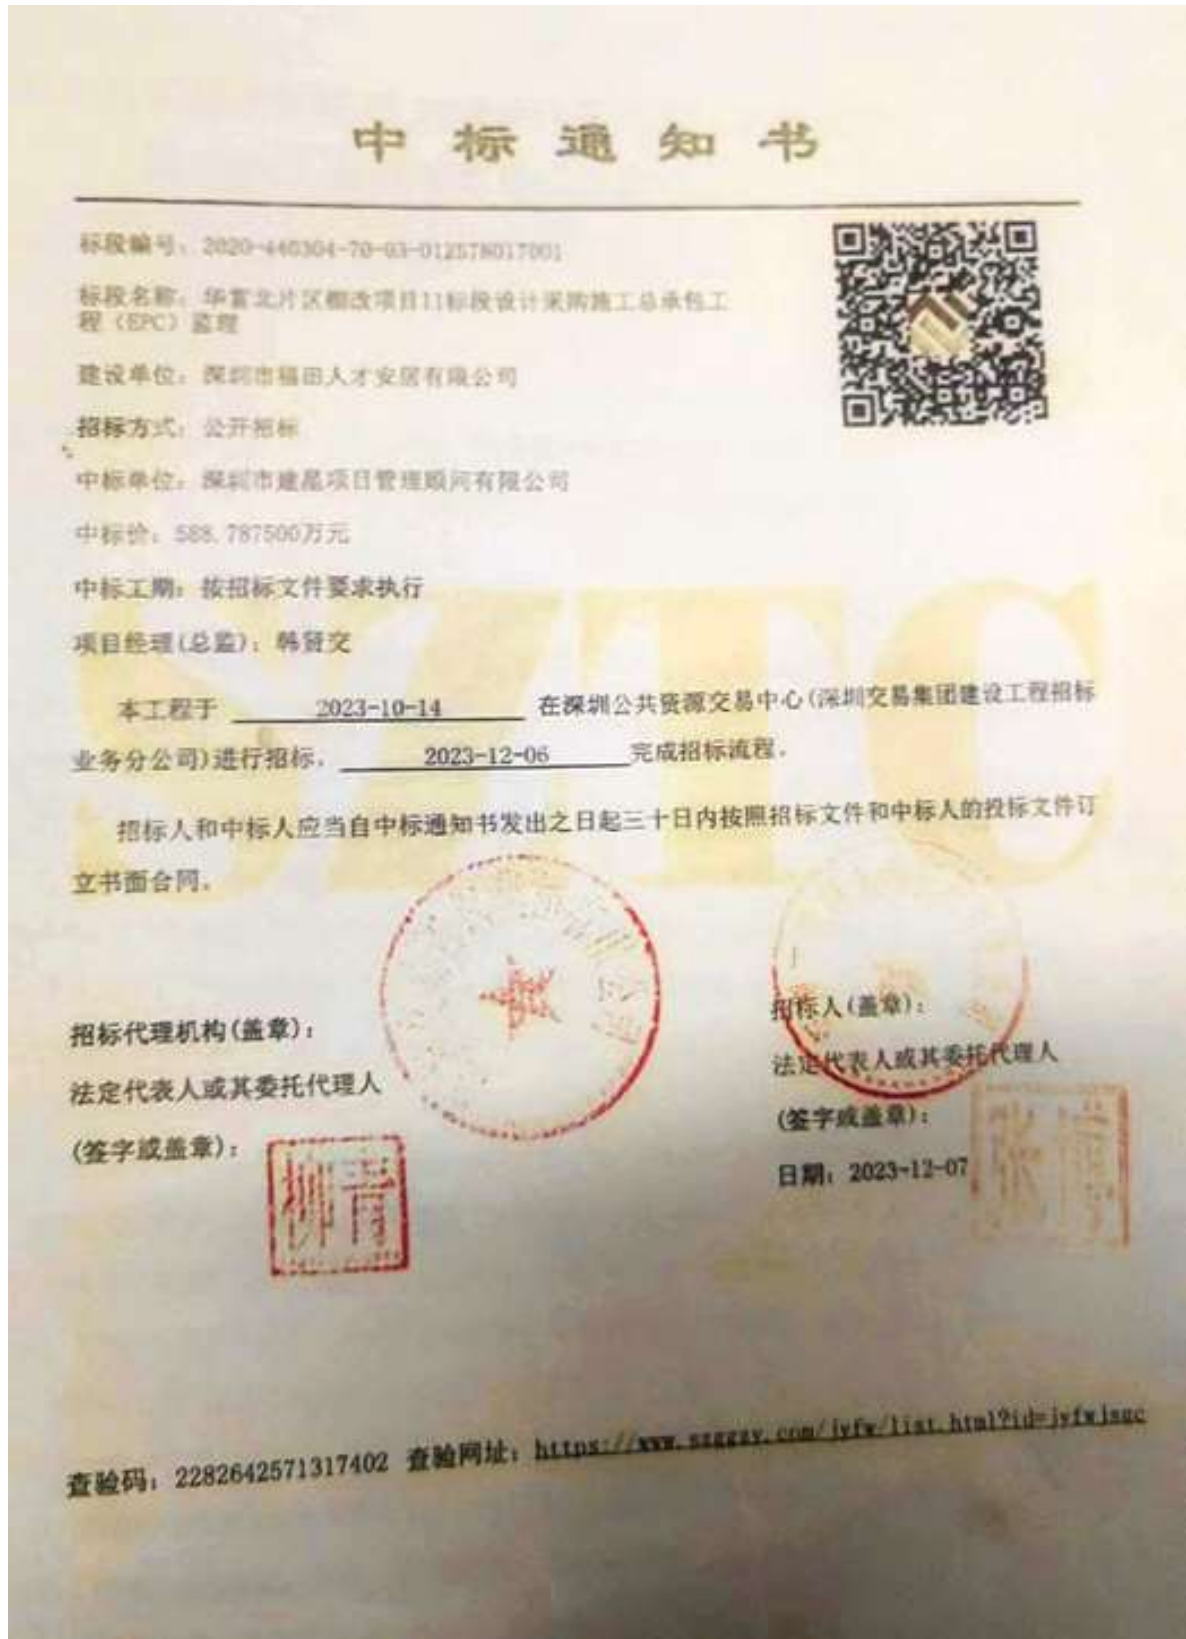 中标通知书
标段编号：2020-440304-70-03-012578017001
标段名称：华富北片区棚改项目11标段设计采购施工总承包工
程（EPC）监理
建设单位：深圳市福田人才安居有限公司
招标方式：公开招标
中标单位：深圳市建星项目管理顾问有限公司
中标价：588.787500万元
中标工期：按招标文件要求执行
项目经理(总监)：韩贤交
本工程于 2023-10-14 在深圳公共资源交易中心(深圳交易集团建设工程招标
业务分公司)进行招标，2023-12-06 完成招标流程。
招标人和中标人应当自中标通知书发出之日起三十日内按照招标文件和中标人的投标文件订
立书面合同。
招标代理机构(盖章)：
法定代表人或其委托代理人
(签字或盖章)：
招标人(盖章)：
法定代表人或其委托代理人
(签字或盖章)：
日期：2023-12-07
查验码：2282642571317402 查验网址：https://www.szggzy.com/jyfw/list.html?id=jyfwjsgc